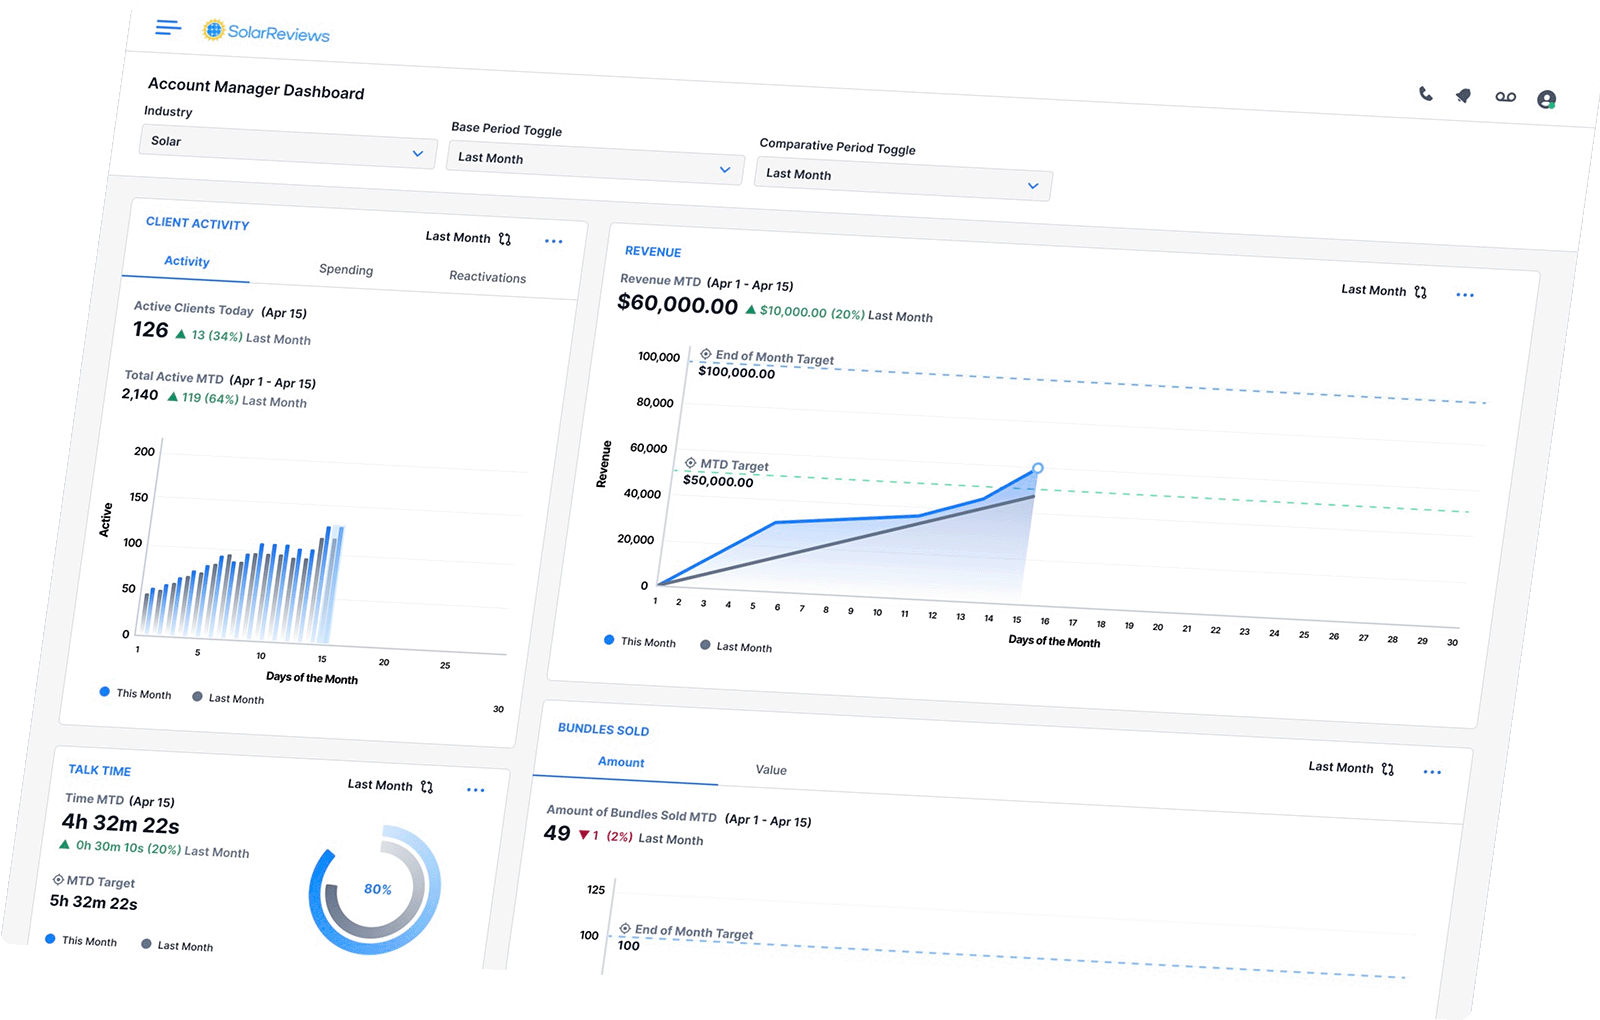 SolarReviews
Account Manager Dashboard
Industry
Solar
Base Period Toggle
Last Month
Comparative Period Toggle
Last Month
CLIENT ACTIVITY
Last Month
Activity
Spending
Reactivations
Active Clients Today (Apr 15)
126 ▲ 13 (34%) Last Month
Total Active MTD (Apr 1 - Apr 15)
2,140 ▲ 119 (64%) Last Month
200
150
100
50
0
Active
1 5 10 15 20 25
30
Days of the Month
This Month Last Month
REVENUE
Revenue MTD (Apr 1 - Apr 15)
$60,000.00 ▲ $10,000.00 (20%) Last Month
Last Month
100,000
80,000
60,000
40,000
20,000
0
Revenue
End of Month Target
$100,000.00
MTD Target
$50,000.00
1 2 3 4 5 6 7 8 9 10 11 12 13 14 15 16 17 18 19 20 21 22 23 24 25 26 27 28 29 30
Days of the Month
This Month Last Month
TALK TIME
Last Month
Time MTD (Apr 15)
4h 32m 22s
▲ 0h 30m 10s (20%) Last Month
MTD Target
5h 32m 22s
80%
This Month Last Month
BUNDLES SOLD
Last Month
Amount
Value
Amount of Bundles Sold MTD (Apr 1 - Apr 15)
49 ▼ 1 (2%) Last Month
125
100
End of Month Target
100